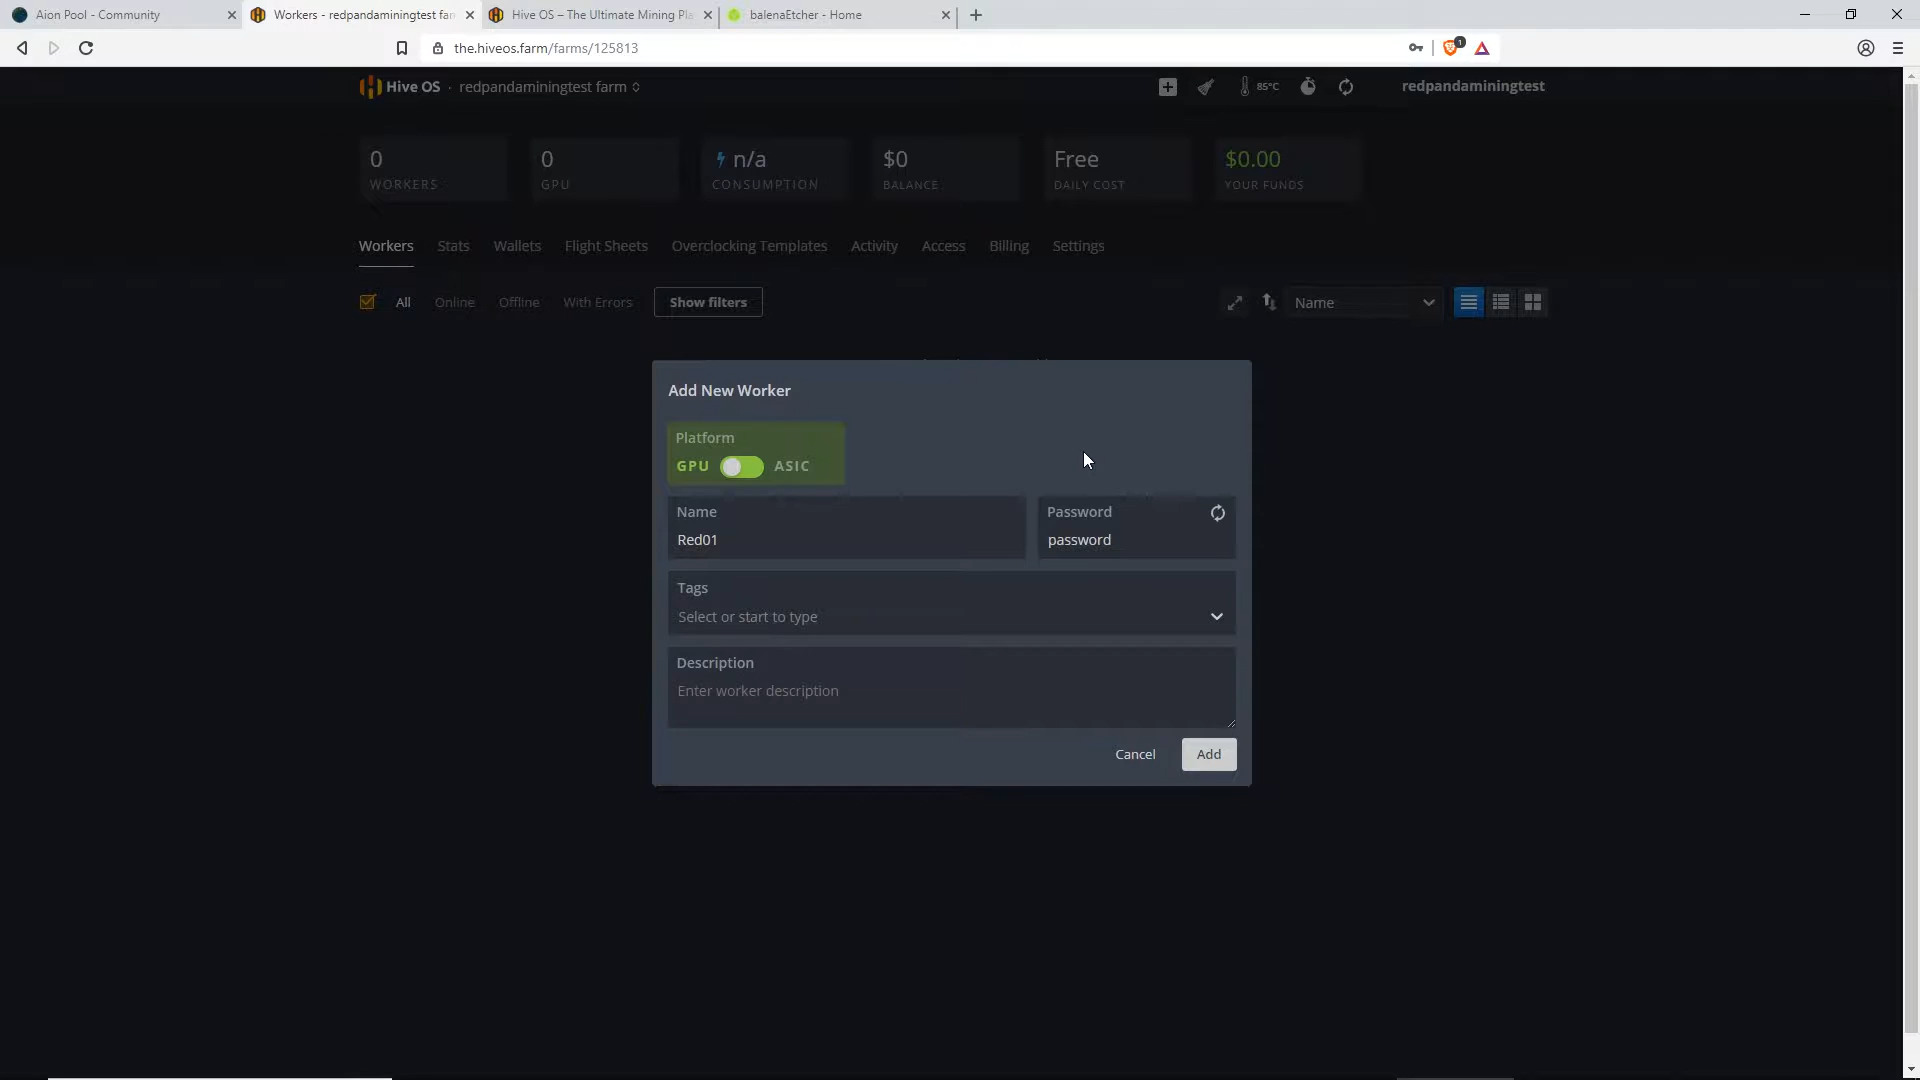 Aion Pool - Community
Workers - redpandaminingtest fa
Hive OS – The Ultimate Mining Pla
balenaEtcher - Home
the.hiveos.farm/farms/125813
1
Hive OS · redpandaminingtest farm
85°C
redpandaminingtest
0
WORKERS
0
GPU
n/a
CONSUMPTION
$0
BALANCE
Free
DAILY COST
$0.00
YOUR FUNDS
Workers Stats Wallets Flight Sheets Overclocking Templates Activity Access Billing Settings
All Online Offline With Errors Show filters Name
Add New Worker
Platform
GPU ASIC
Name
Red01
Password
password
Tags
Select or start to type
Description
Enter worker description
Cancel Add